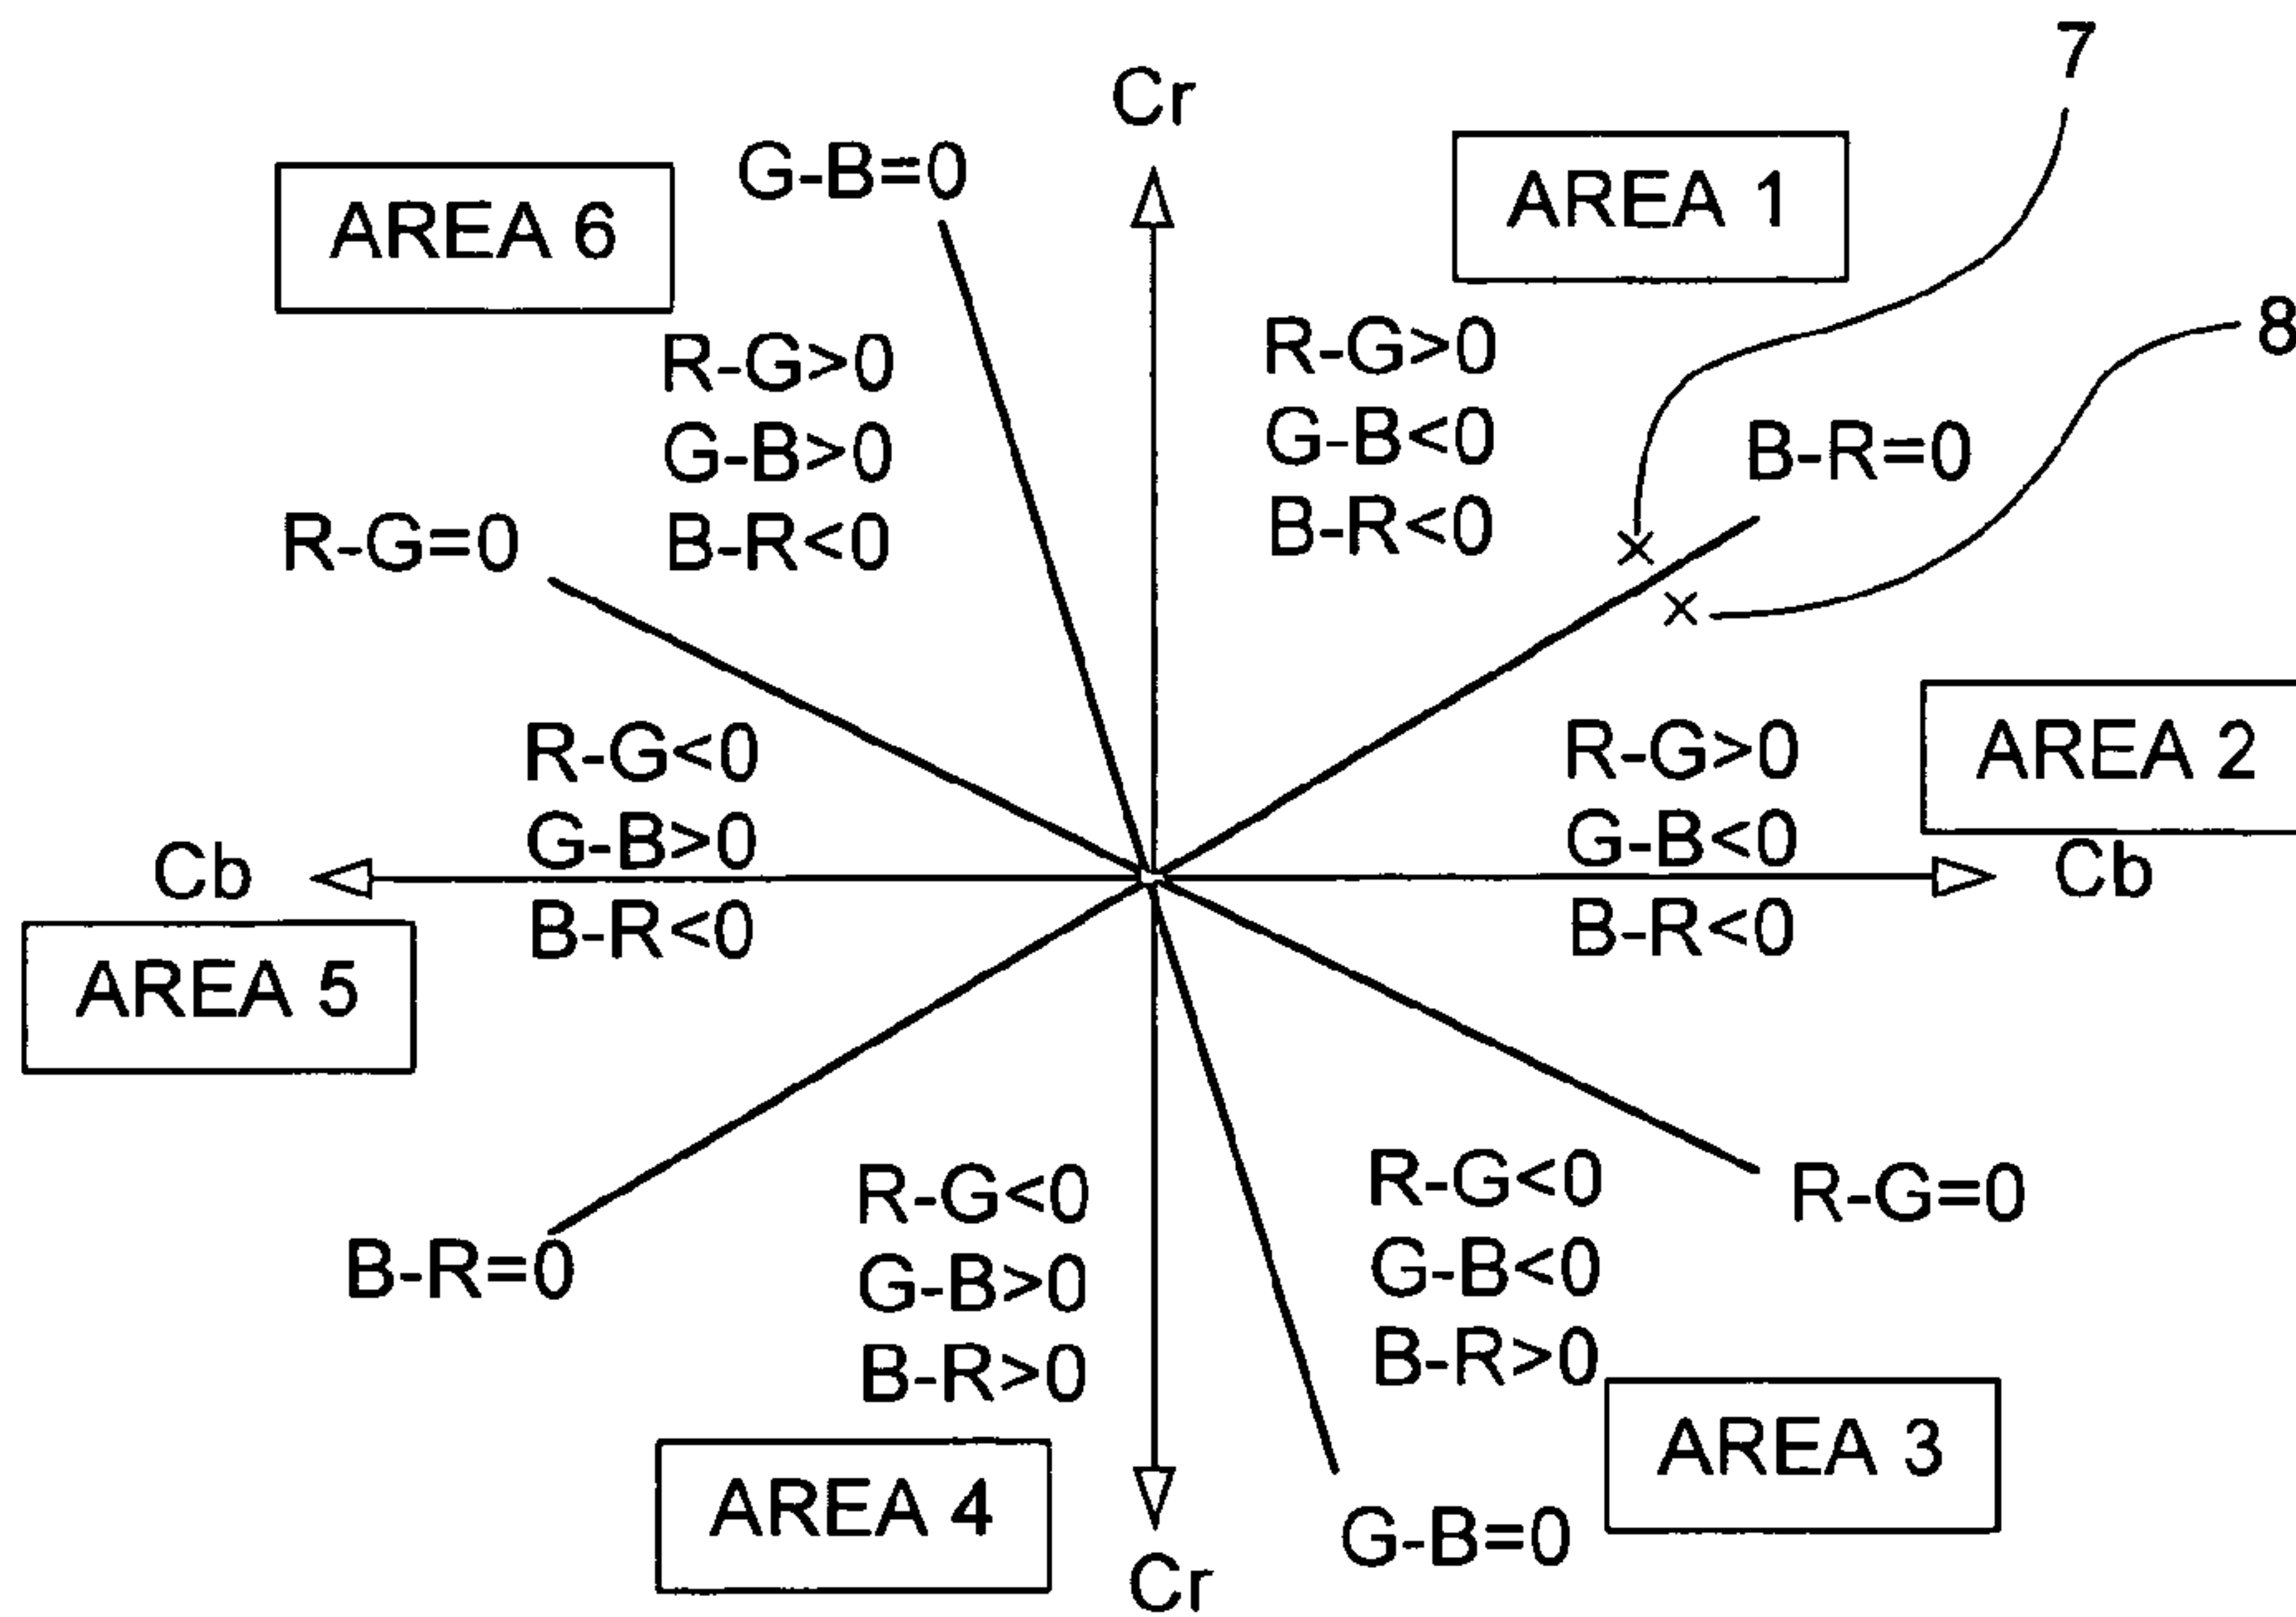 7
Cr
AREA 1
G-B=0
AREA 6
8
R-G>0
G-B<0
B-R<0
R-G>0
G-B>0
B-R<0
B-R=0
R-G=0
R-G<0
G-B>0
B-R<0
R-G>0
G-B<0
B-R<0
AREA 2
Cb
Cb
AREA 5
R-G<0
G-B>0
B-R>0
R-G<0
G-B<0
B-R>0
R-G=0
B-R=0
AREA 3
AREA 4
G-B=0
Cr